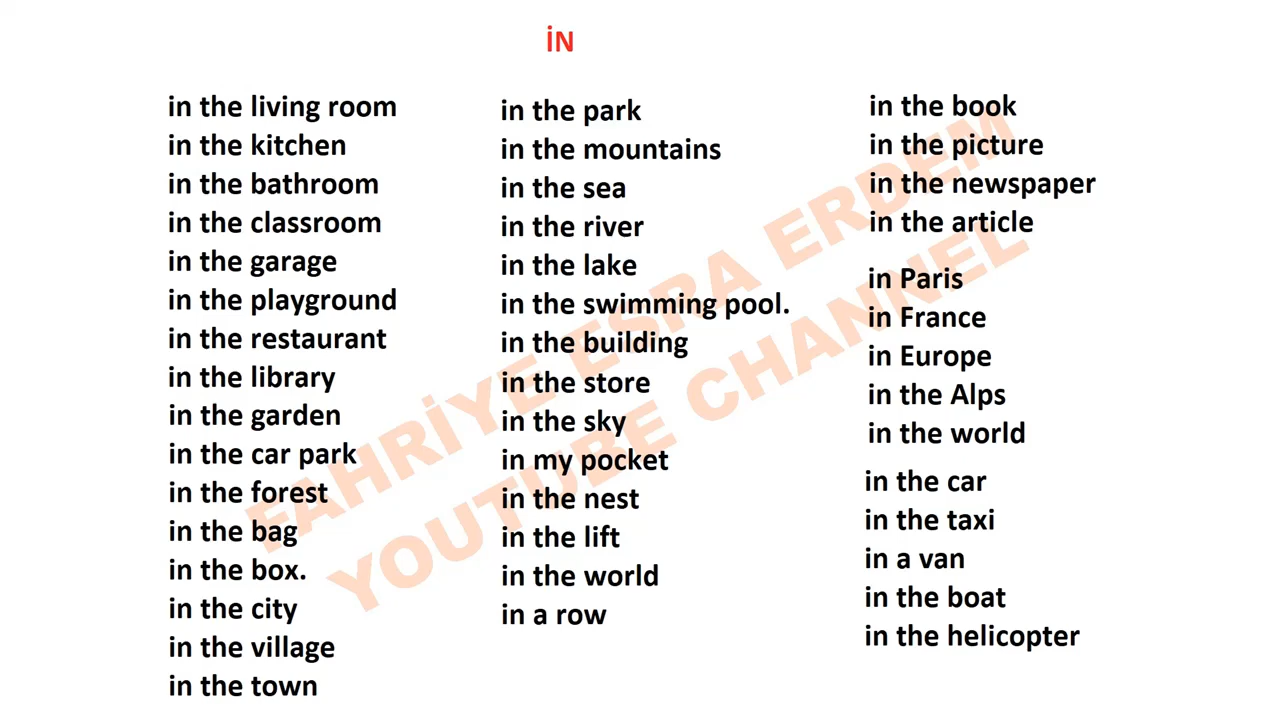 İN
in the living room
in the kitchen
in the bathroom
in the classroom
in the garage
in the playground
in the restaurant
in the library
in the garden
in the car park
in the forest
in the bag
in the box.
in the city
in the village
in the town
in the park
in the mountains
in the sea
in the river
in the lake
in the swimming pool.
in the building
in the store
in the sky
in my pocket
in the nest
in the lift
in the world
in a row
in the book
in the picture
in the newspaper
in the article
in Paris
in France
in Europe
in the Alps
in the world
in the car
in the taxi
in a van
in the boat
in the helicopter
FAHRİYE ESRA ERDEM
YOUTUBE CHANNEL